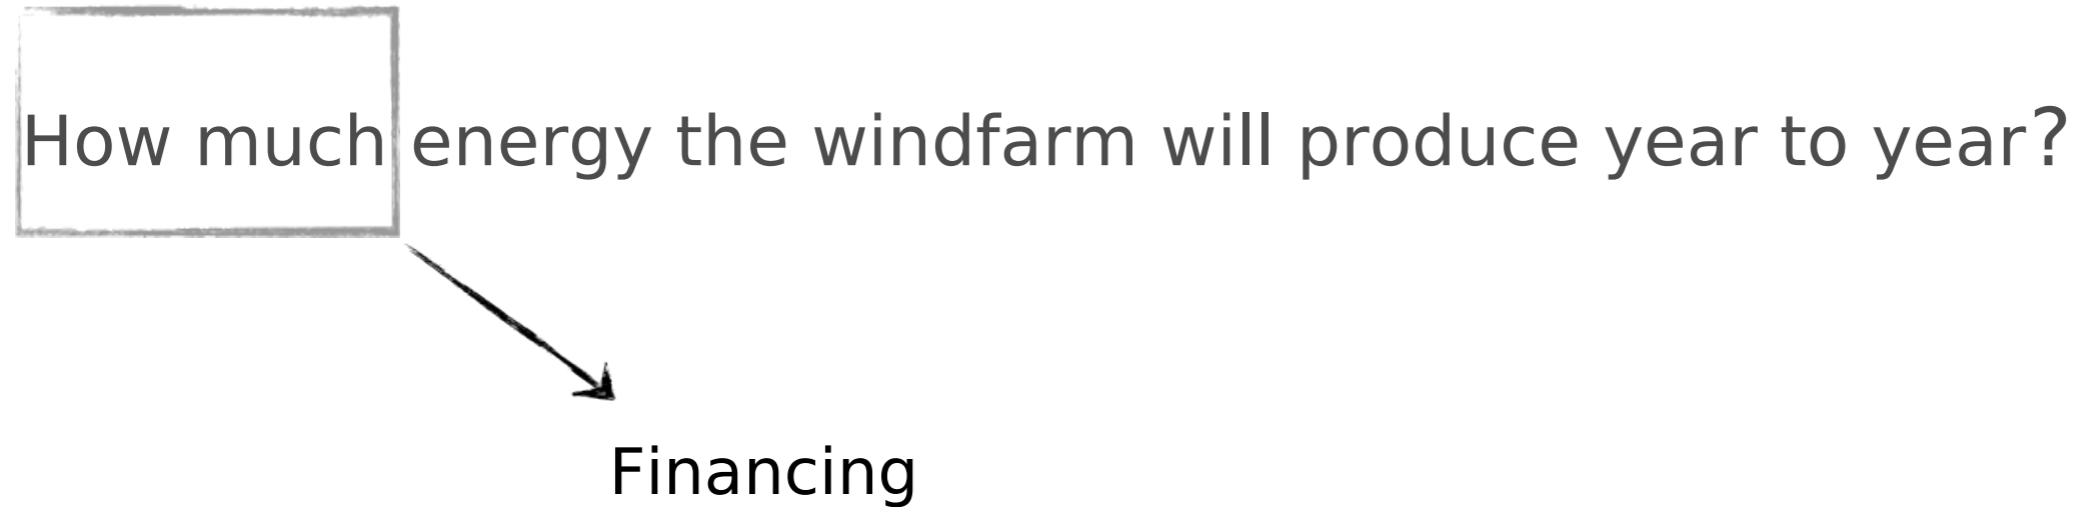 How much energy the windfarm will produce year to year?
Financing